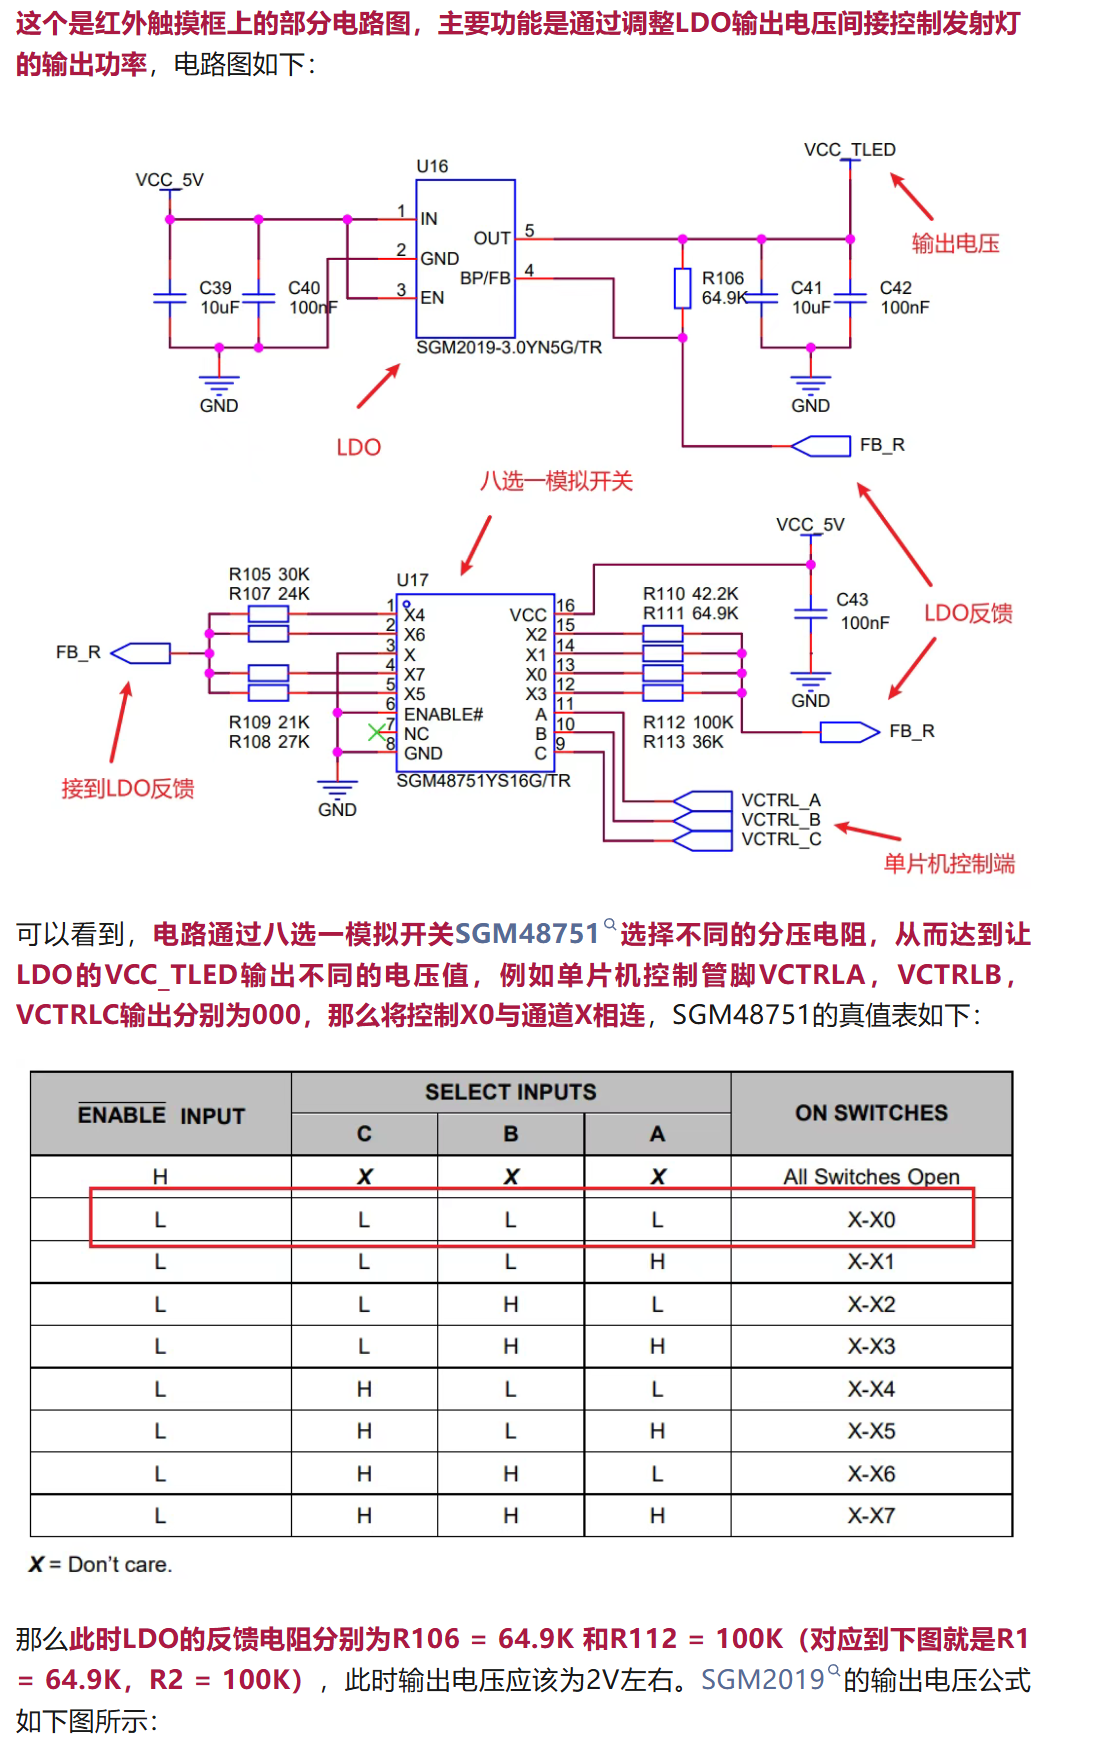 这个是红外触摸框上的部分电路图，主要功能是通过调整LDO输出电压间接控制发射灯
的输出功率，电路图如下：
VCC_TLED
U16
VCC_5V
1 IN
OUT 5
输出电压
2 GND
BP/FB 4
R106
64.9K
C39
10uF
C40
100nF
3 EN
C41
10uF
C42
100nF
SGM2019-3.0YN5G/TR
GND
GND
LDO
FB_R
八选一模拟开关
VCC_5V
R105 30K
R107 24K
U17
R110 42.2K
R111 64.9K
C43
100nF
LDO反馈
1 X4
VCC 16
2 X6
X2 15
FB_R
3 X
X1 14
4 X7
X0 13
5 X5
X3 12
GND
6 ENABLE#
A 11
R109 21K
R108 27K
R112 100K
R113 36K
7 NC
B 10
FB_R
8 GND
C 9
SGM48751YS16G/TR
接到LDO反馈
GND
VCTRL_A
VCTRL_B
VCTRL_C
单片机控制端
可以看到，电路通过八选一模拟开关SGM48751选择不同的分压电阻，从而达到让
LDO的VCC_TLED输出不同的电压值，例如单片机控制管脚VCTRLA，VCTRLB，
VCTRLC输出分别为000，那么将控制X0与通道X相连，SGM48751的真值表如下：
ENABLE INPUT SELECT INPUTS ON SWITCHES
C B A
H X X X All Switches Open
L L L L X-X0
L L L H X-X1
L L H L X-X2
L L H H X-X3
L H L L X-X4
L H L H X-X5
L H H L X-X6
L H H H X-X7
X = Don't care.
那么此时LDO的反馈电阻分别为R106 = 64.9K 和R112 = 100K（对应到下图就是R1
= 64.9K，R2 = 100K），此时输出电压应该为2V左右。SGM2019的输出电压公式
如下图所示：